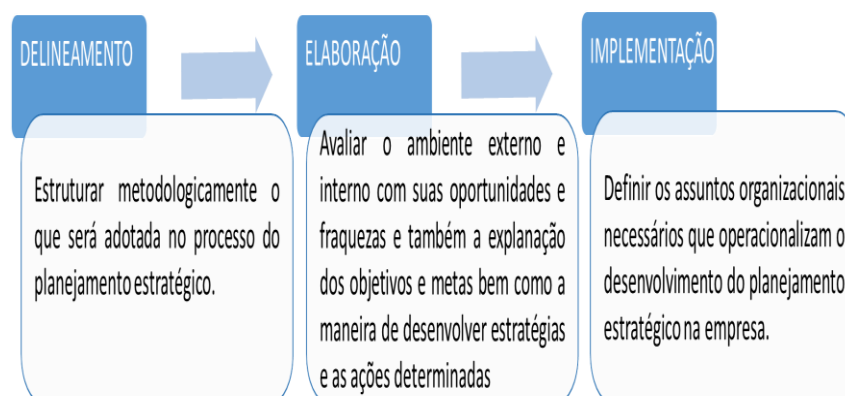 DELINEAMENTO
Estruturar metodologicamente o
que será adotada no processo do
planejamento estratégico.
ELABORAÇÃO
Avaliar o ambiente externo e
interno com suas oportunidades e
fraquezas e também a explanação
dos objetivos e metas bem como a
maneira de desenvolver estratégias
e as ações determinadas
IMPLEMENTAÇÃO
Definir os assuntos organizacionais
necessários que operacionalizam o
desenvolvimento do planejamento
estratégico na empresa.